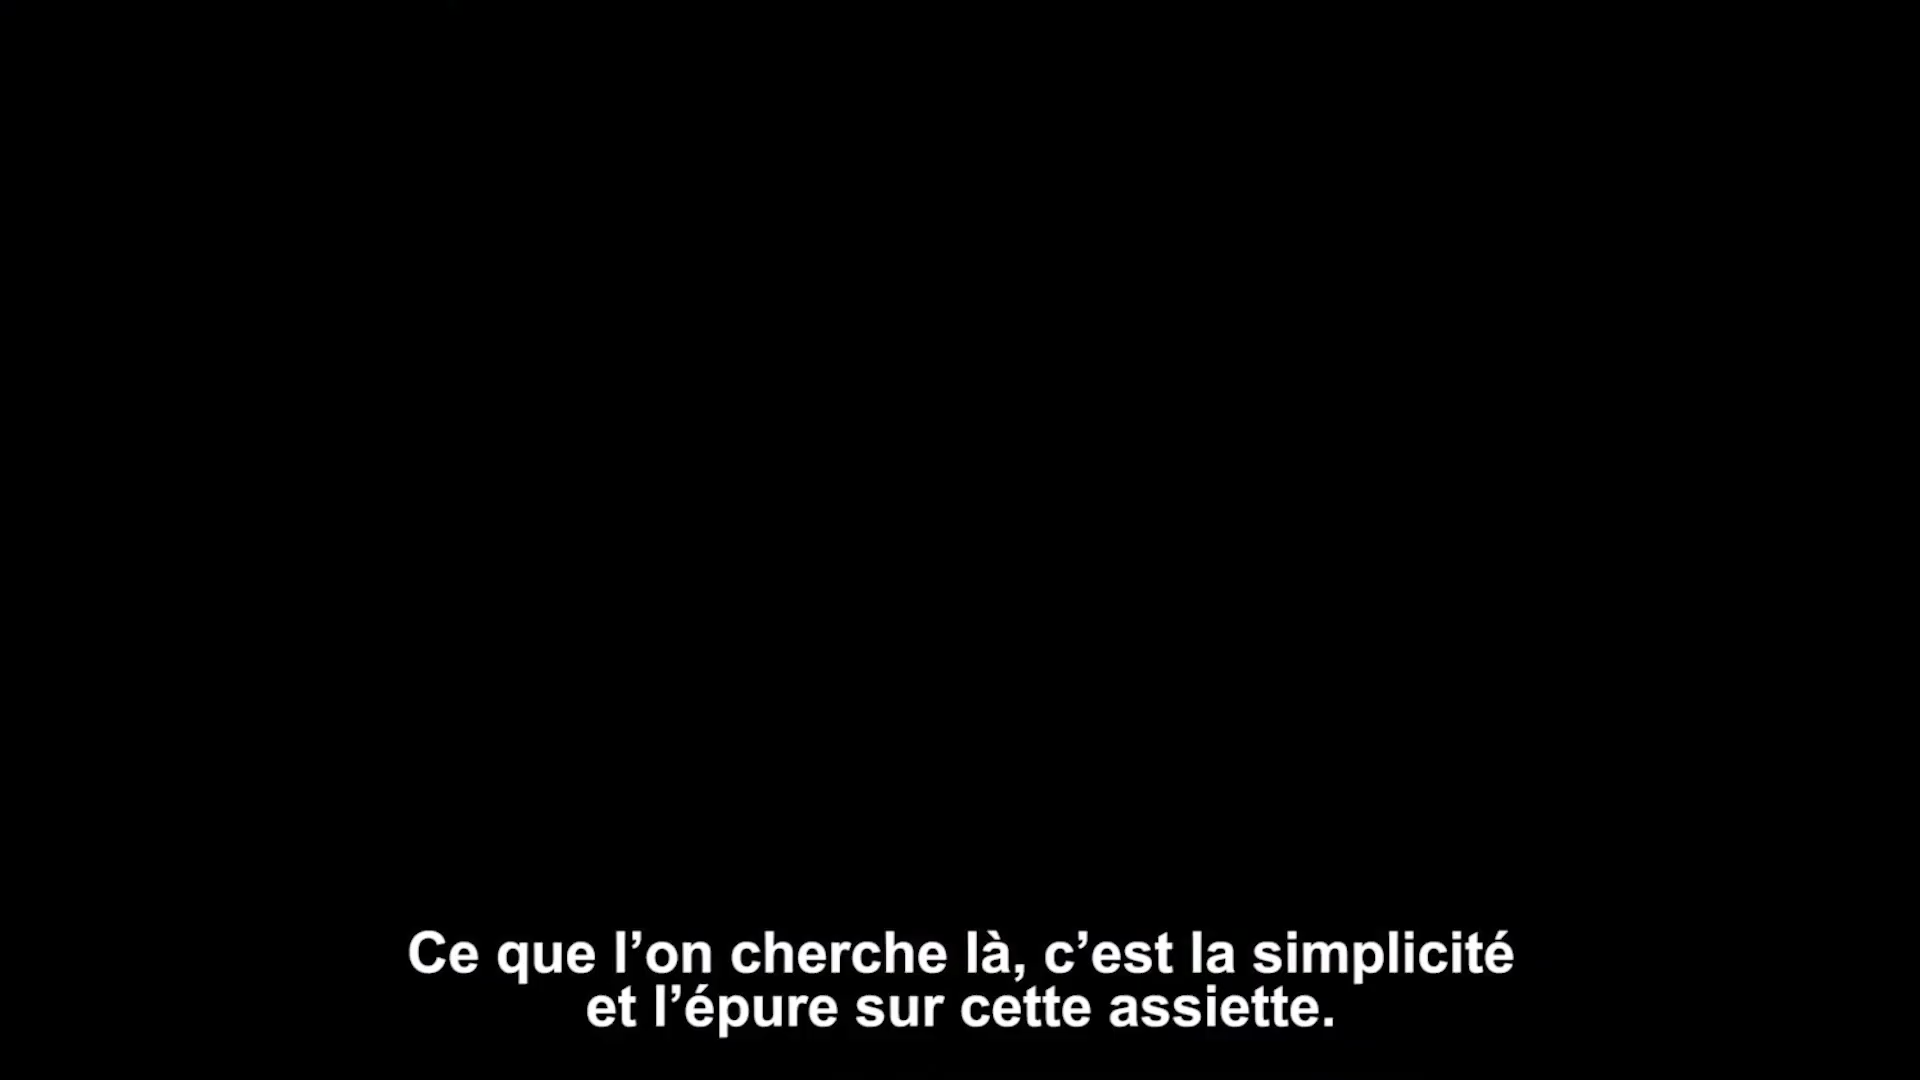 Ce que l’on cherche là, c’est la simplicité
et l’épure sur cette assiette.